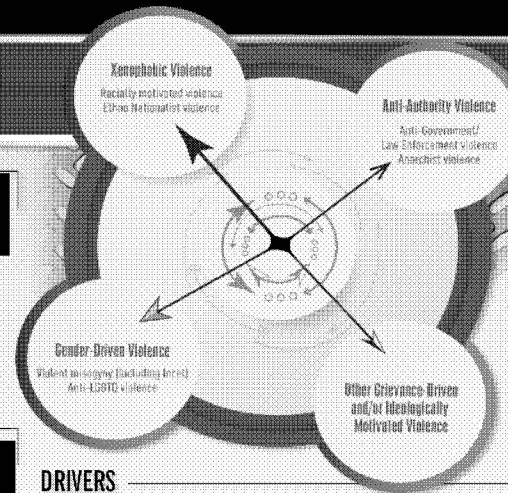 Xenophobic Violence
Racially motivated violence
Ethno Nationalist violence
Anti-Authority Violence
Anti-Government/
Law Enforcement violence
Anarchist violence
Gender-Driven Violence
Violent misogyny (including Incel)
Anti-LGBTQ violence
Other Grievance-Driven
and/or Ideologically
Motivated Violence
DRIVERS